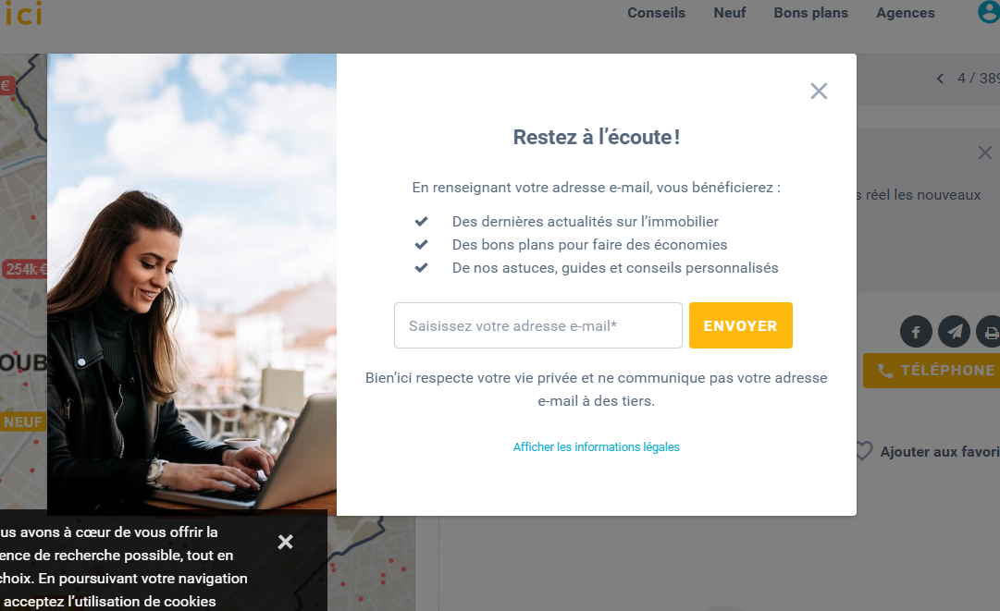 ici
Conseils
Neuf
Bons plans
Agences
€
4 / 389
Restez à l’écoute !
En renseignant votre adresse e-mail, vous bénéficierez :
s réel les nouveaux
Des dernières actualités sur l’immobilier
Des bons plans pour faire des économies
De nos astuces, guides et conseils personnalisés
254k €
Saisissez votre adresse e-mail*
ENVOYER
OUB
TÉLÉPHONE
Bien’ici respecte votre vie privée et ne communique pas votre adresse
e-mail à des tiers.
NEUF
Afficher les informations légales
Ajouter aux favori
us avons à cœur de vous offrir la
ence de recherche possible, tout en
choix. En poursuivant votre navigation
acceptez l’utilisation de cookies